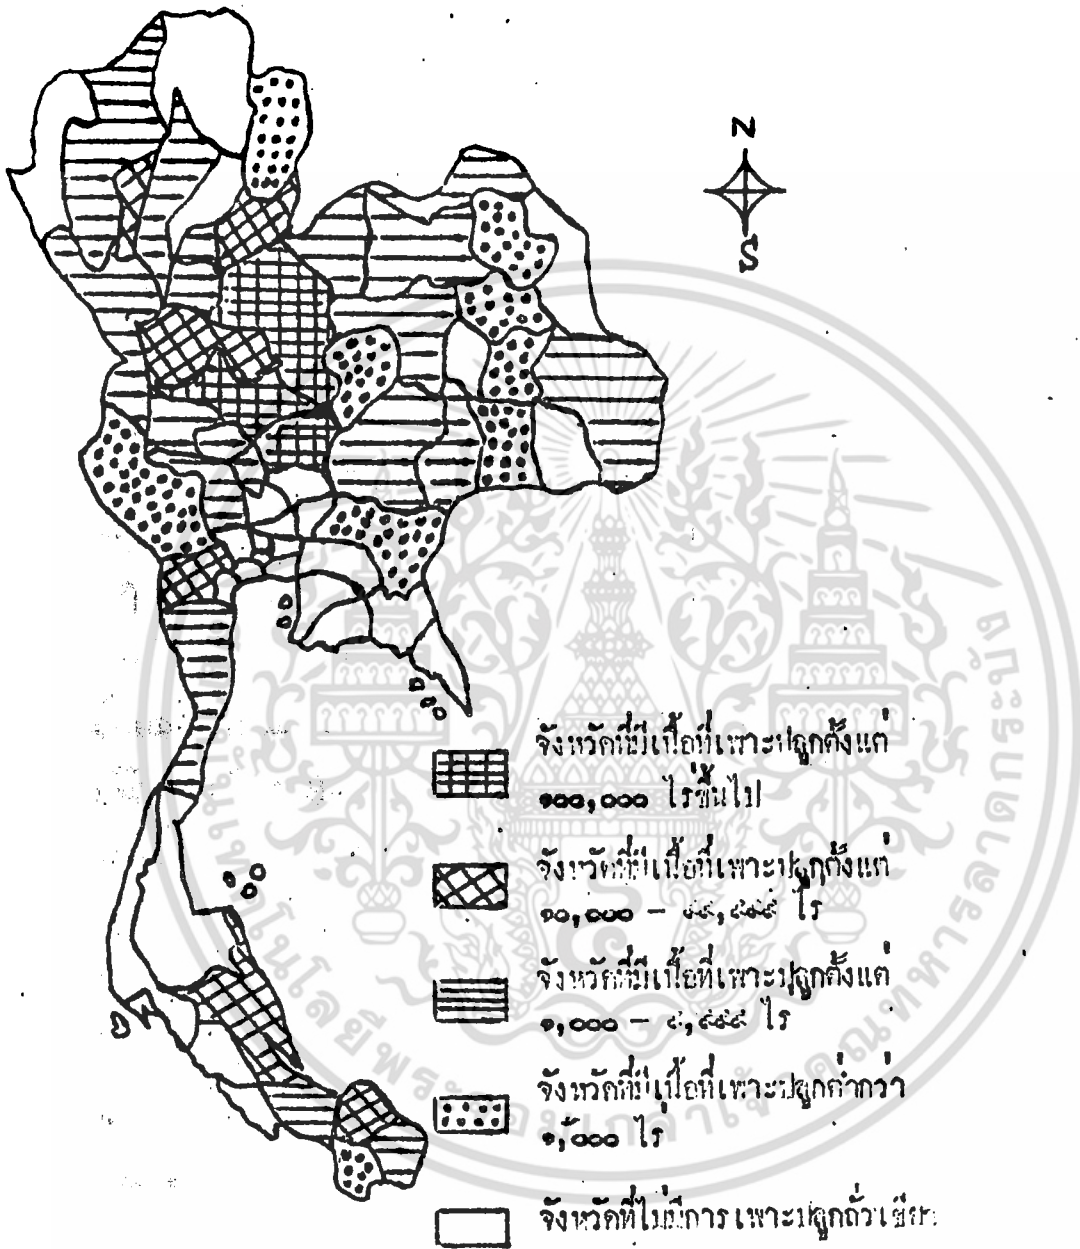 N
S
จังหวัดที่มีเนื้อที่เพาะปลูกตั้งแต่
๑๐๐,๐๐๐ ไร่ขึ้นไป
จังหวัดที่มีเนื้อที่เพาะปลูกตั้งแต่
๑๐,๐๐๐ - ๙๙,๙๙๙ ไร่
จังหวัดที่มีเนื้อที่เพาะปลูกตั้งแต่
๑,๐๐๐ - ๙,๙๙๙ ไร่
จังหวัดที่มีเนื้อที่เพาะปลูกต่ำกว่า
๑,๐๐๐ ไร่
จังหวัดที่ไม่มีการเพาะปลูกถั่วเขียว